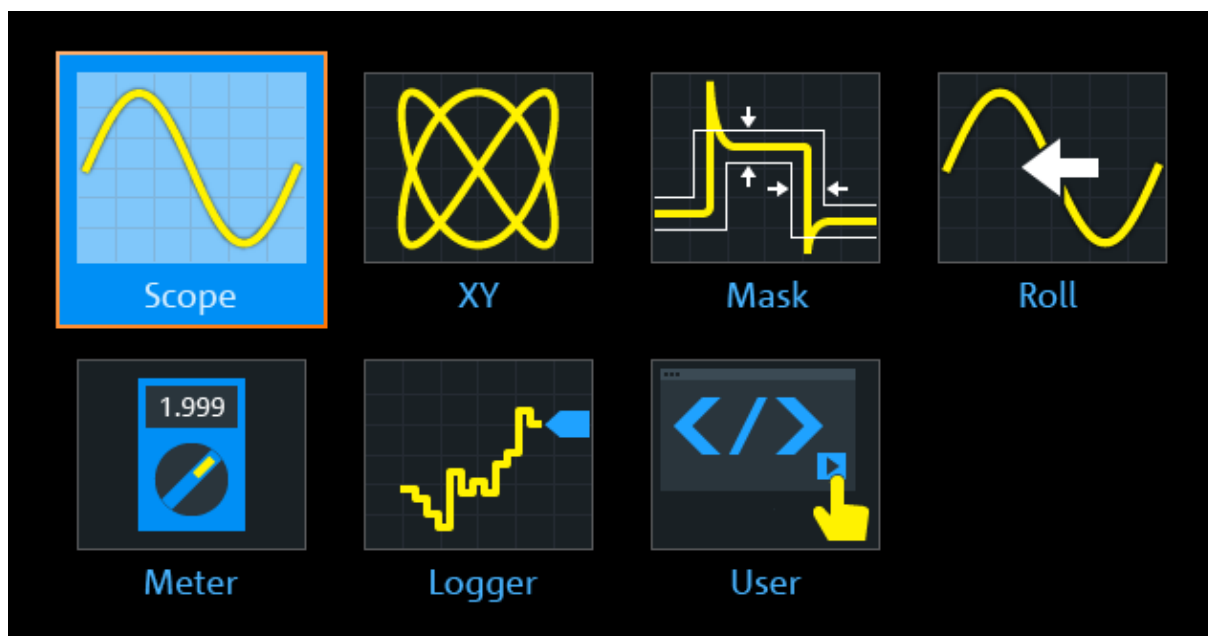 Scope
XY
Mask
Roll
1.999
</>
Meter
Logger
User